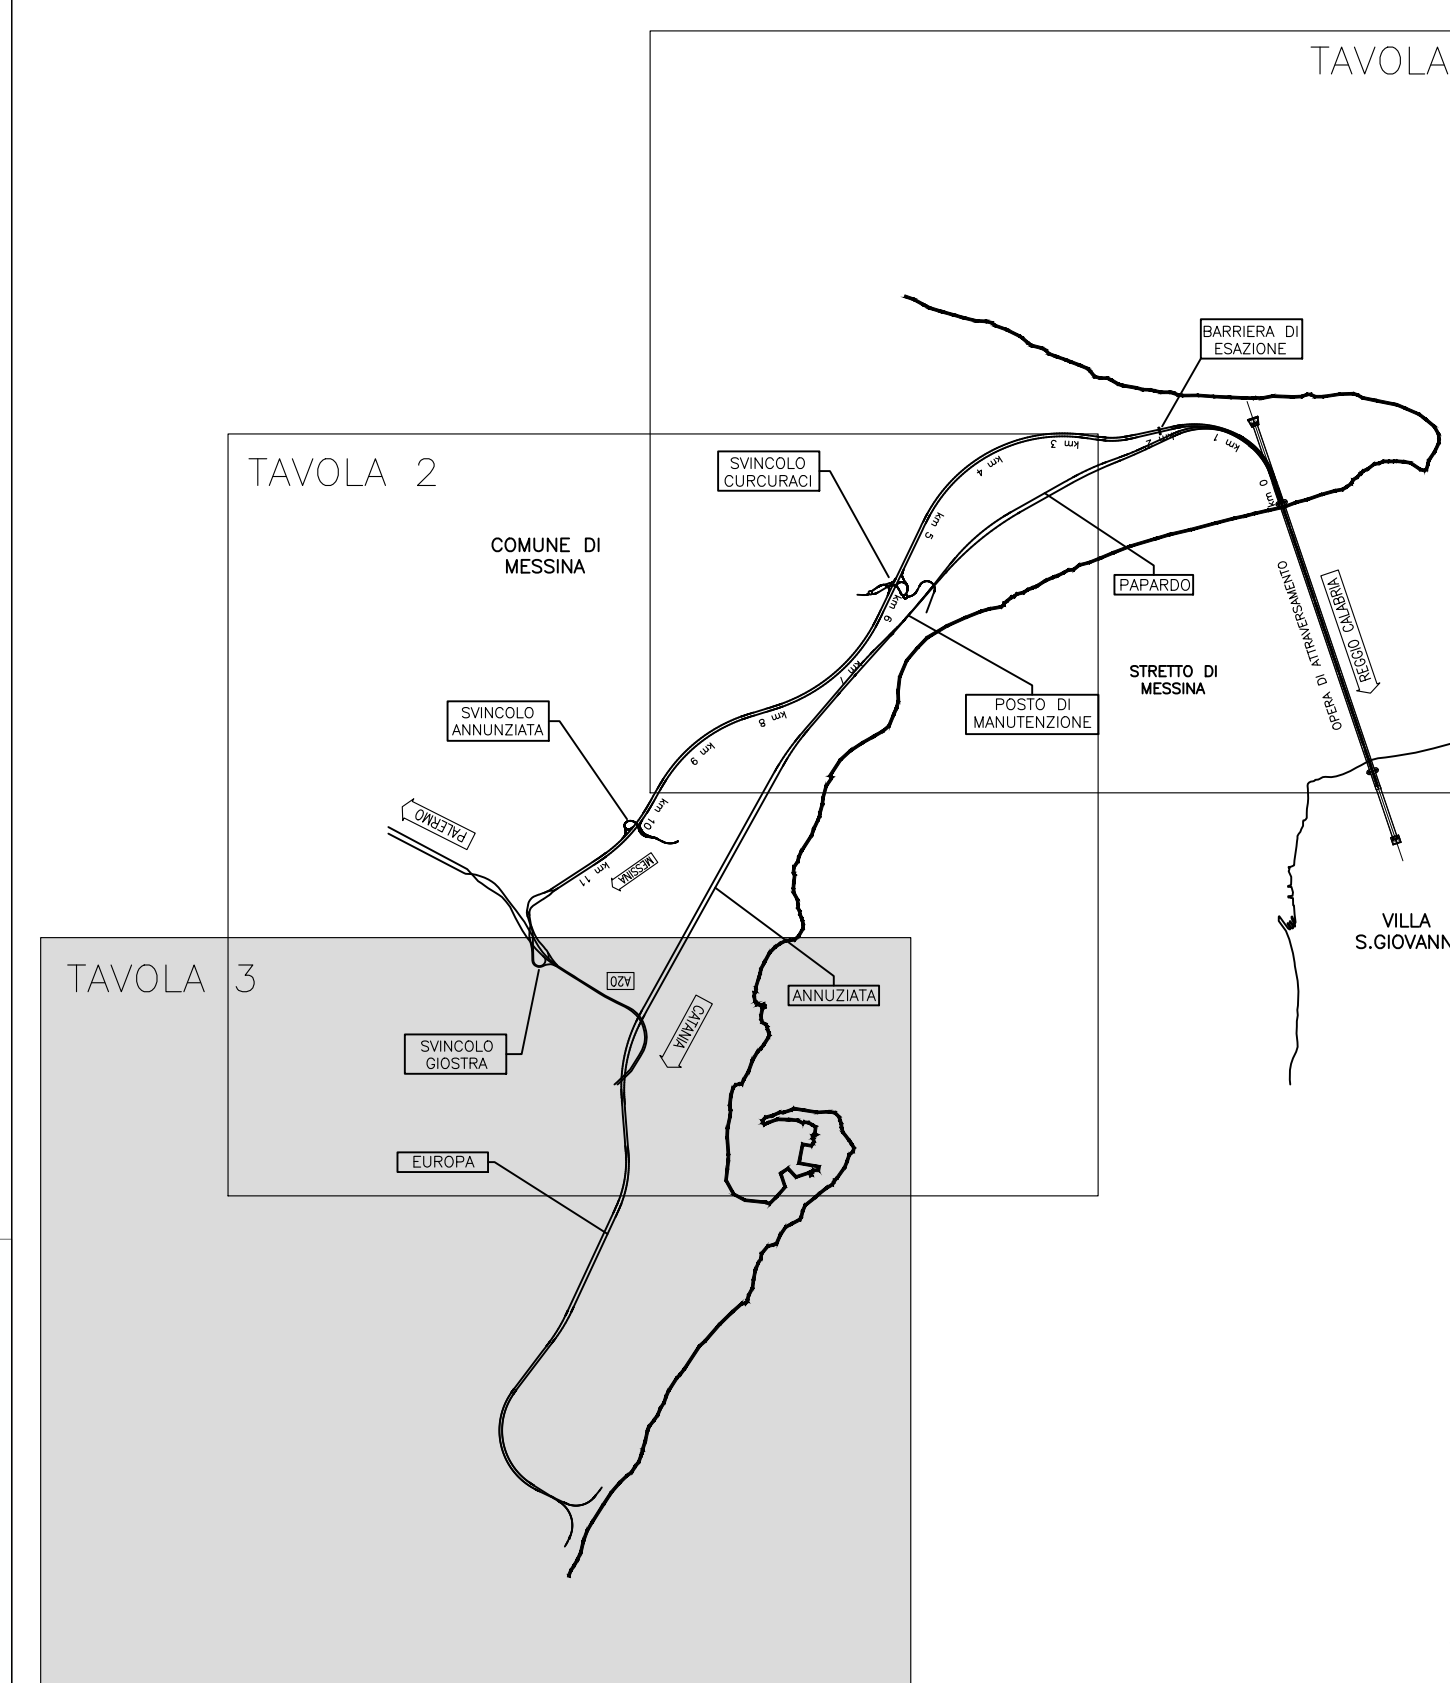 TAVOLA
BARRIERA DI
ESAZIONE
TAVOLA 2
SVINCOLO
CURCURACI
COMUNE DI
MESSINA
km 0
km 1
km 2
km 3
km 4
km 5
km 6
km 7
km 8
km 9
km 10
km 11
PAPARDO
OPERA DI ATTRAVERSAMENTO
REGGIO CALABRIA
STRETTO DI
MESSINA
POSTO DI
MANUTENZIONE
SVINCOLO
ANNUNZIATA
PALERMO
MESSINA
VILLA
S.GIOVANN
TAVOLA 3
A20
ANNUZIATA
CATANIA
SVINCOLO
GIOSTRA
EUROPA